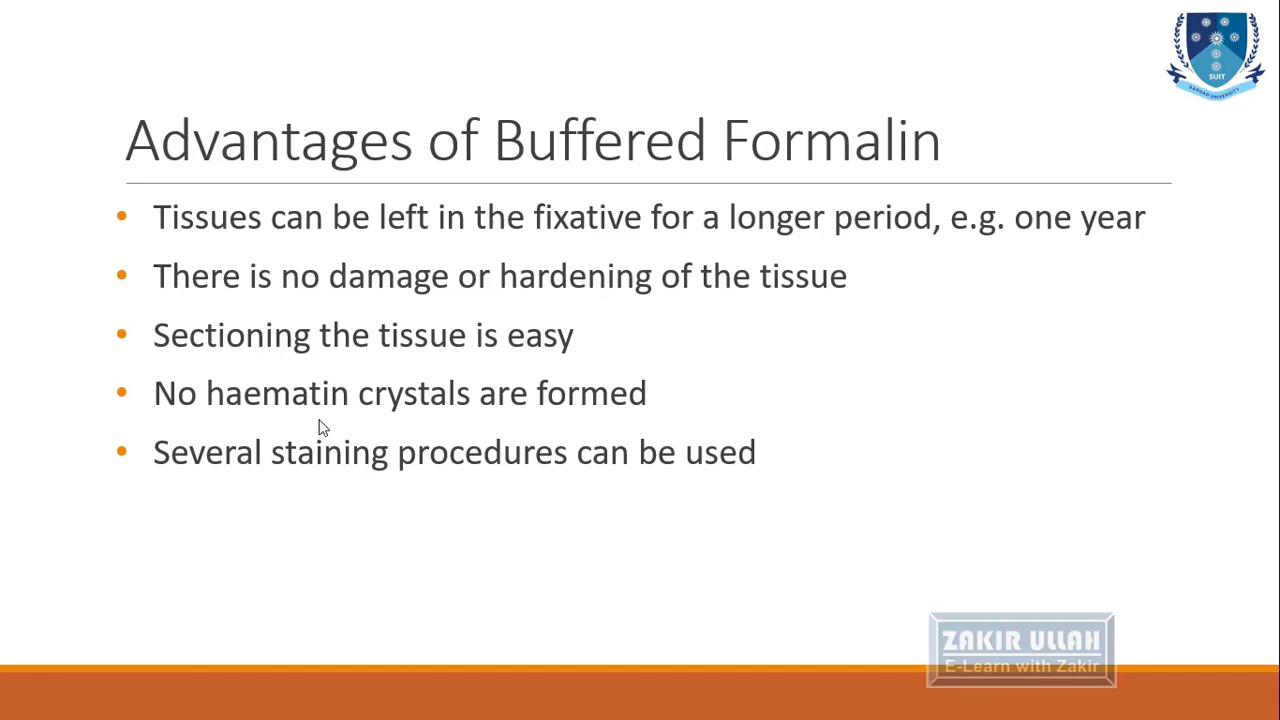 SUIT
SARHAD UNIVERSITY
Advantages of Buffered Formalin
• Tissues can be left in the fixative for a longer period, e.g. one year
• There is no damage or hardening of the tissue
• Sectioning the tissue is easy
• No haematin crystals are formed
• Several staining procedures can be used
ZAKIR ULLAH
E-Learn with Zakir